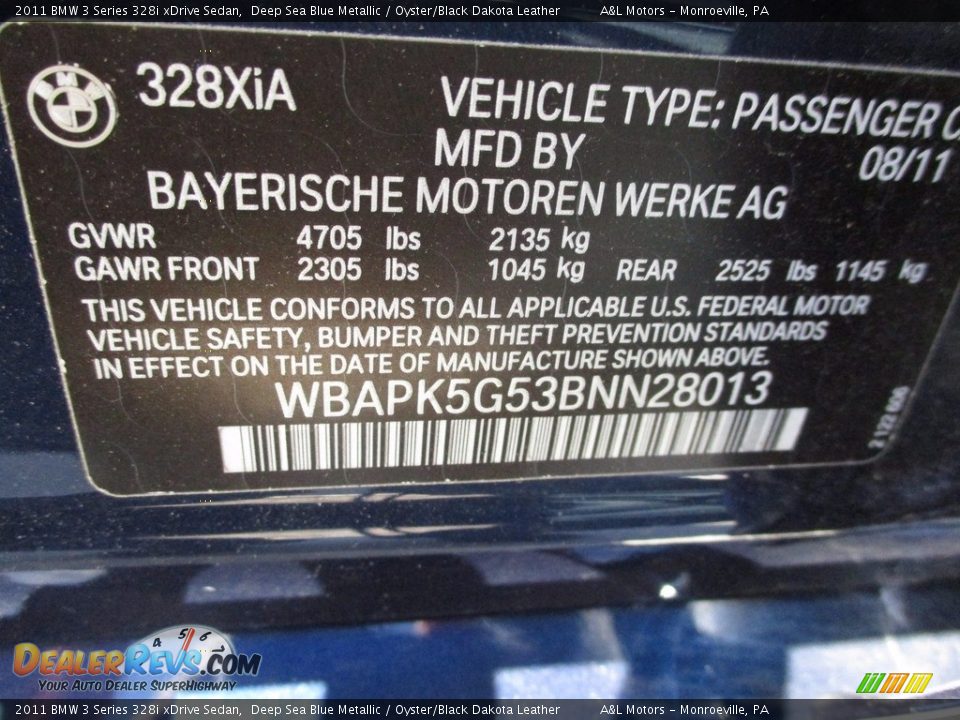 2011 BMW 3 Series 328i xDrive Sedan,  Deep Sea Blue Metallic / Oyster/Black Dakota Leather          A&L Motors - Monroeville, PA
BMW
328XiA
VEHICLE TYPE: PASSENGER C
MFD BY
08/11
BAYERISCHE MOTOREN WERKE AG
GVWR 4705 lbs 2135 kg
GAWR FRONT 2305 lbs 1045 kg REAR 2525 lbs 1145 kg
THIS VEHICLE CONFORMS TO ALL APPLICABLE U.S. FEDERAL MOTOR
VEHICLE SAFETY, BUMPER AND THEFT PREVENTION STANDARDS
IN EFFECT ON THE DATE OF MANUFACTURE SHOWN ABOVE.
WBAPK5G53BNN28013
4 5 6
DEALERREVS.COM
YOUR AUTO DEALER SUPERHIGHWAY
2011 BMW 3 Series 328i xDrive Sedan,  Deep Sea Blue Metallic / Oyster/Black Dakota Leather          A&L Motors - Monroeville, PA